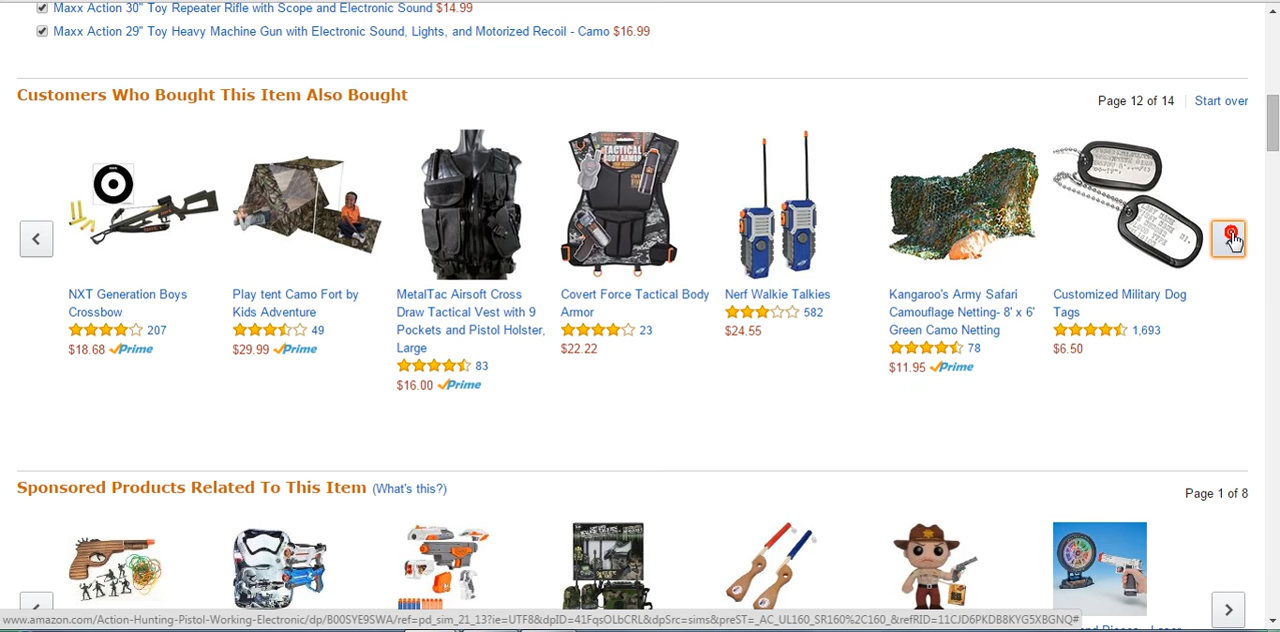 Maxx Action 30" Toy Repeater Rifle with Scope and Electronic Sound $14.99
Maxx Action 29" Toy Heavy Machine Gun with Electronic Sound, Lights, and Motorized Recoil - Camo $16.99
Customers Who Bought This Item Also Bought
Page 12 of 14 | Start over
NXT Generation Boys
Crossbow
207
$18.68 Prime
Play tent Camo Fort by
Kids Adventure
49
$29.99 Prime
MetalTac Airsoft Cross
Draw Tactical Vest with 9
Pockets and Pistol Holster,
Large
83
$16.00 Prime
TACTICAL
BODY ARMOR
Covert Force Tactical Body
Armor
23
$22.22
Nerf Walkie Talkies
582
$24.55
Kangaroo's Army Safari
Camouflage Netting- 8' x 6'
Green Camo Netting
78
$11.95 Prime
Customized Military Dog
Tags
1,693
$6.50
Sponsored Products Related To This Item (What's this?)
Page 1 of 8
www.amazon.com/Action-Hunting-Pistol-Working-Electronic/dp/B00SYE9SWA/ref=pd_sim_21_13?ie=UTF8&dpID=41FqsOLbCRL&dpSrc=sims&preST=_AC_UL160_SR160%2C160_&refRID=11CJD6PKDB8KYG5XBGNQ#